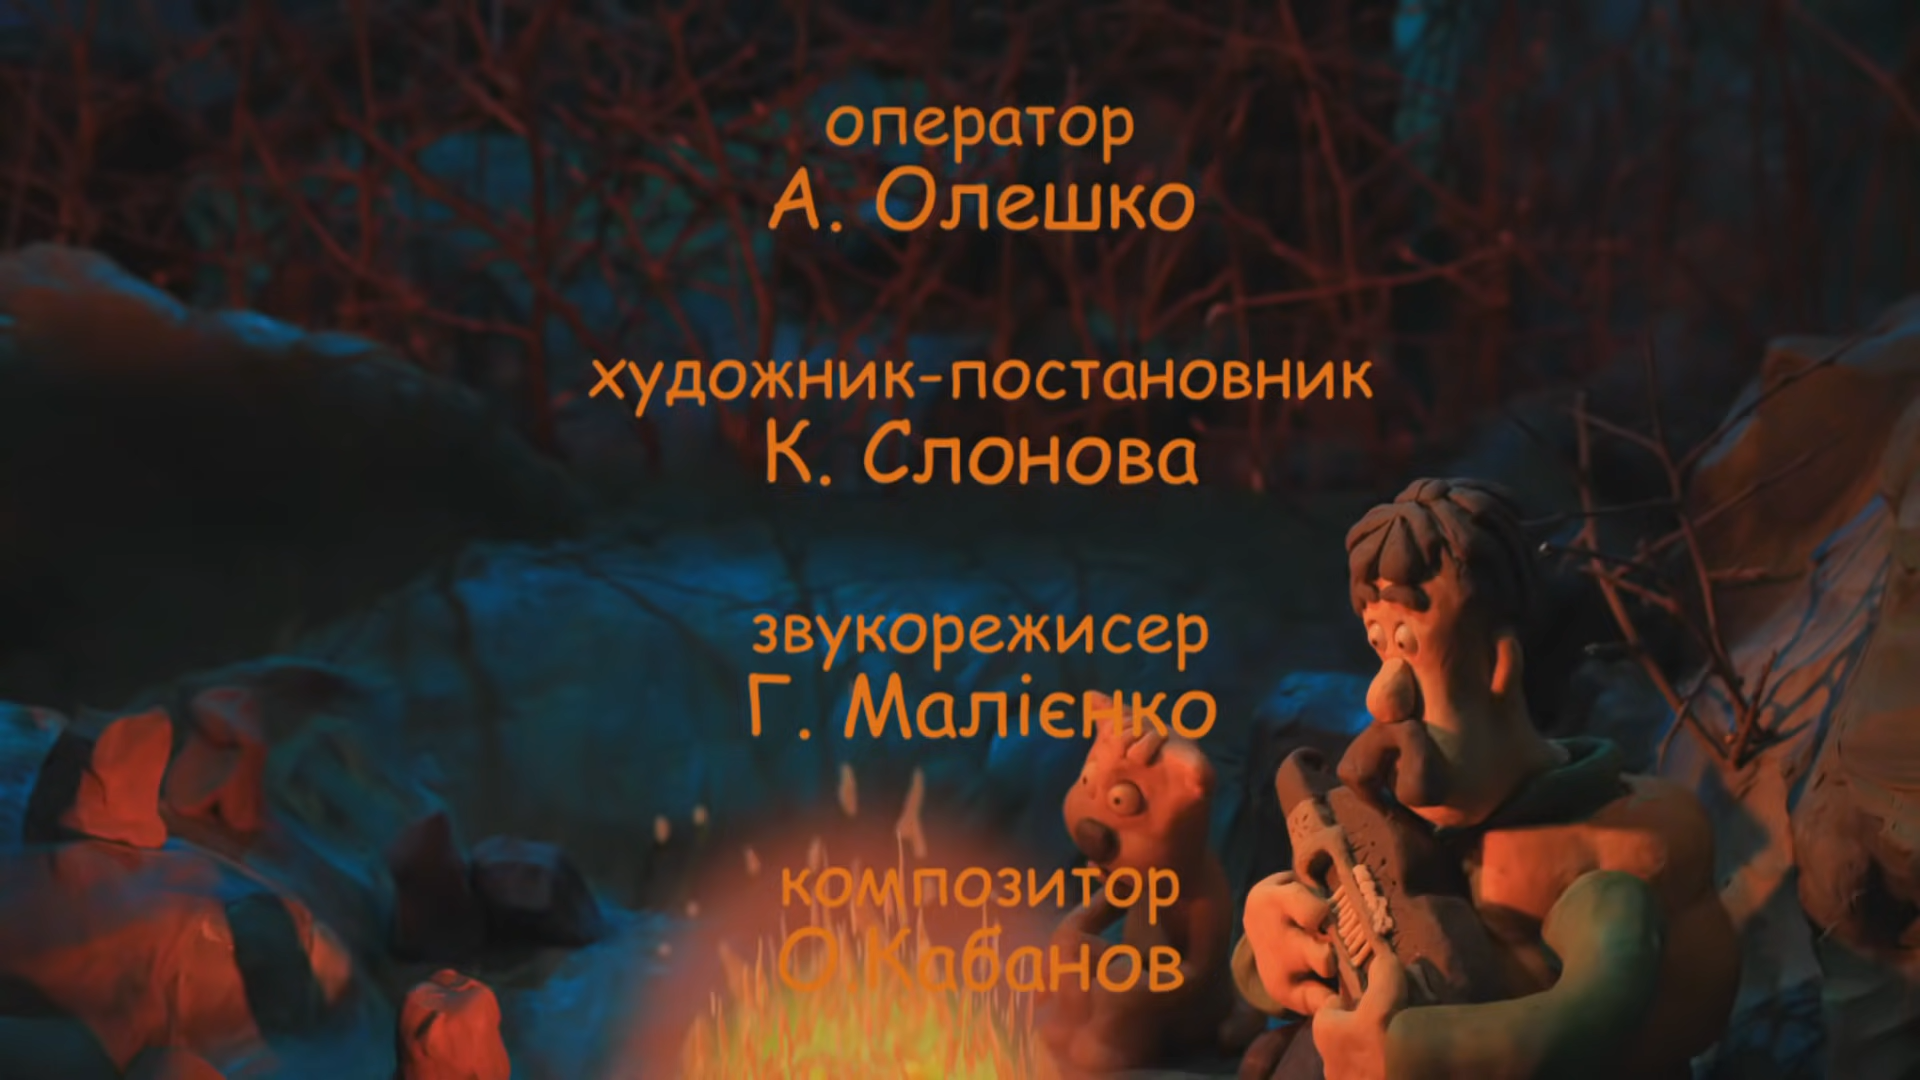 оператор
А. Олешко
художник-постановник
К. Слонова
звукорежисер
Г. Малієнко
композитор
О.Кабанов